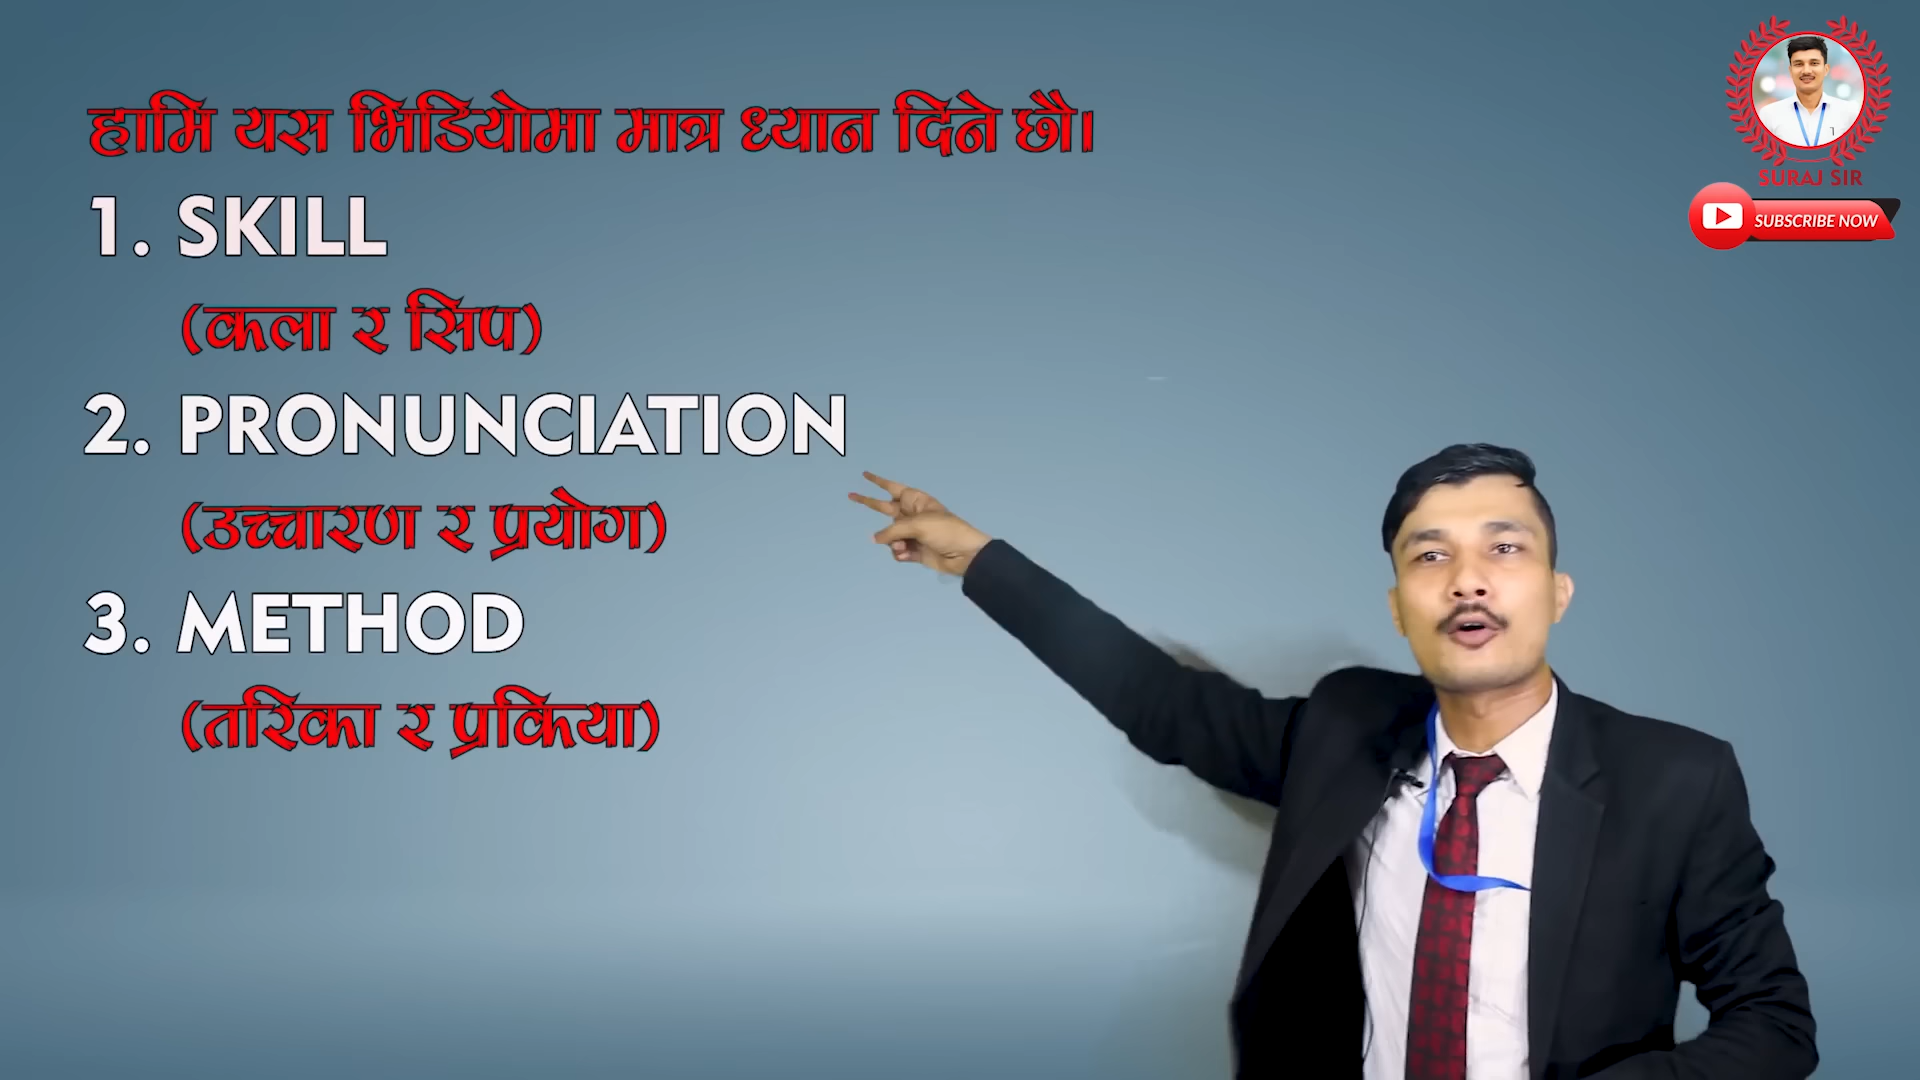 हामि यस भिडियोमा मात्र ध्यान दिने छौ।
1. SKILL
(कला र सिप)
2. PRONUNCIATION
(उच्चारण र प्रयोग)
3. METHOD
(तरिका र प्रकिया)
SURAJ SIR
SUBSCRIBE NOW